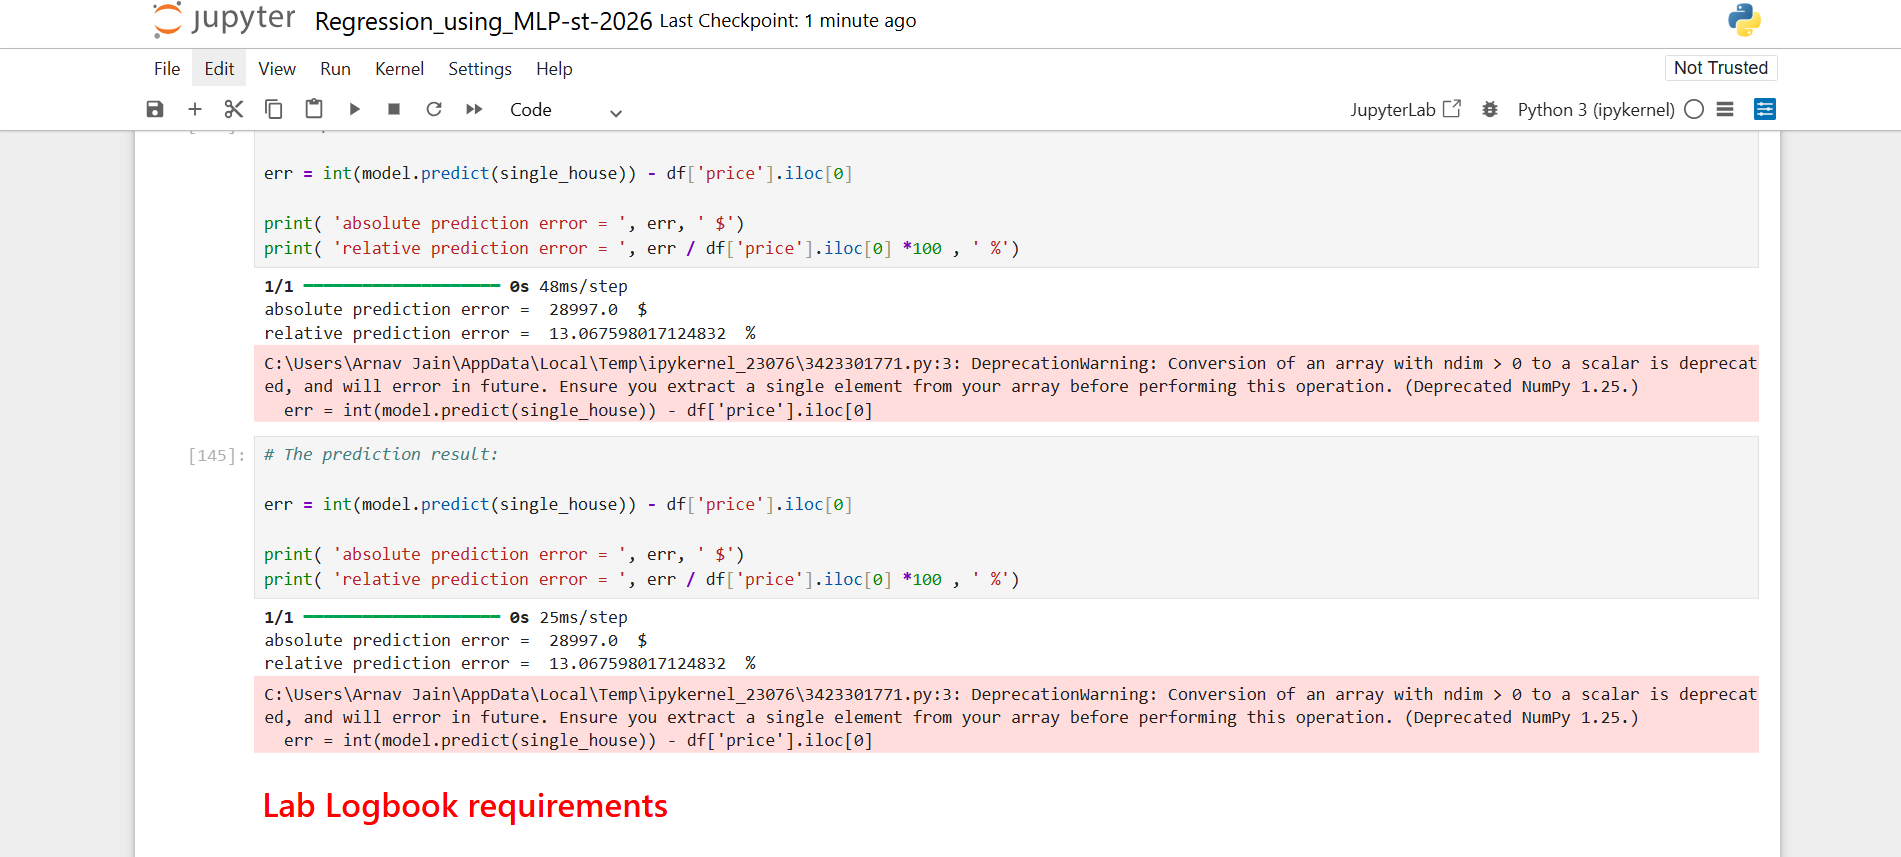 jupyter Regression_using_MLP-st-2026 Last Checkpoint: 1 minute ago
File Edit View Run Kernel Settings Help Not Trusted
Code JupyterLab Python 3 (ipykernel)
err = int(model.predict(single_house)) - df['price'].iloc[0]
print( 'absolute prediction error = ', err, ' $')
print( 'relative prediction error = ', err / df['price'].iloc[0] *100 , ' %')
1/1 0s 48ms/step
absolute prediction error =  28997.0  $
relative prediction error =  13.067598017124832  %
C:\Users\Arnav Jain\AppData\Local\Temp\ipykernel_23076\3423301771.py:3: DeprecationWarning: Conversion of an array with ndim > 0 to a scalar is deprecat
ed, and will error in future. Ensure you extract a single element from your array before performing this operation. (Deprecated NumPy 1.25.)
  err = int(model.predict(single_house)) - df['price'].iloc[0]
[145]: # The prediction result:
err = int(model.predict(single_house)) - df['price'].iloc[0]
print( 'absolute prediction error = ', err, ' $')
print( 'relative prediction error = ', err / df['price'].iloc[0] *100 , ' %')
1/1 0s 25ms/step
absolute prediction error =  28997.0  $
relative prediction error =  13.067598017124832  %
C:\Users\Arnav Jain\AppData\Local\Temp\ipykernel_23076\3423301771.py:3: DeprecationWarning: Conversion of an array with ndim > 0 to a scalar is deprecat
ed, and will error in future. Ensure you extract a single element from your array before performing this operation. (Deprecated NumPy 1.25.)
  err = int(model.predict(single_house)) - df['price'].iloc[0]
Lab Logbook requirements